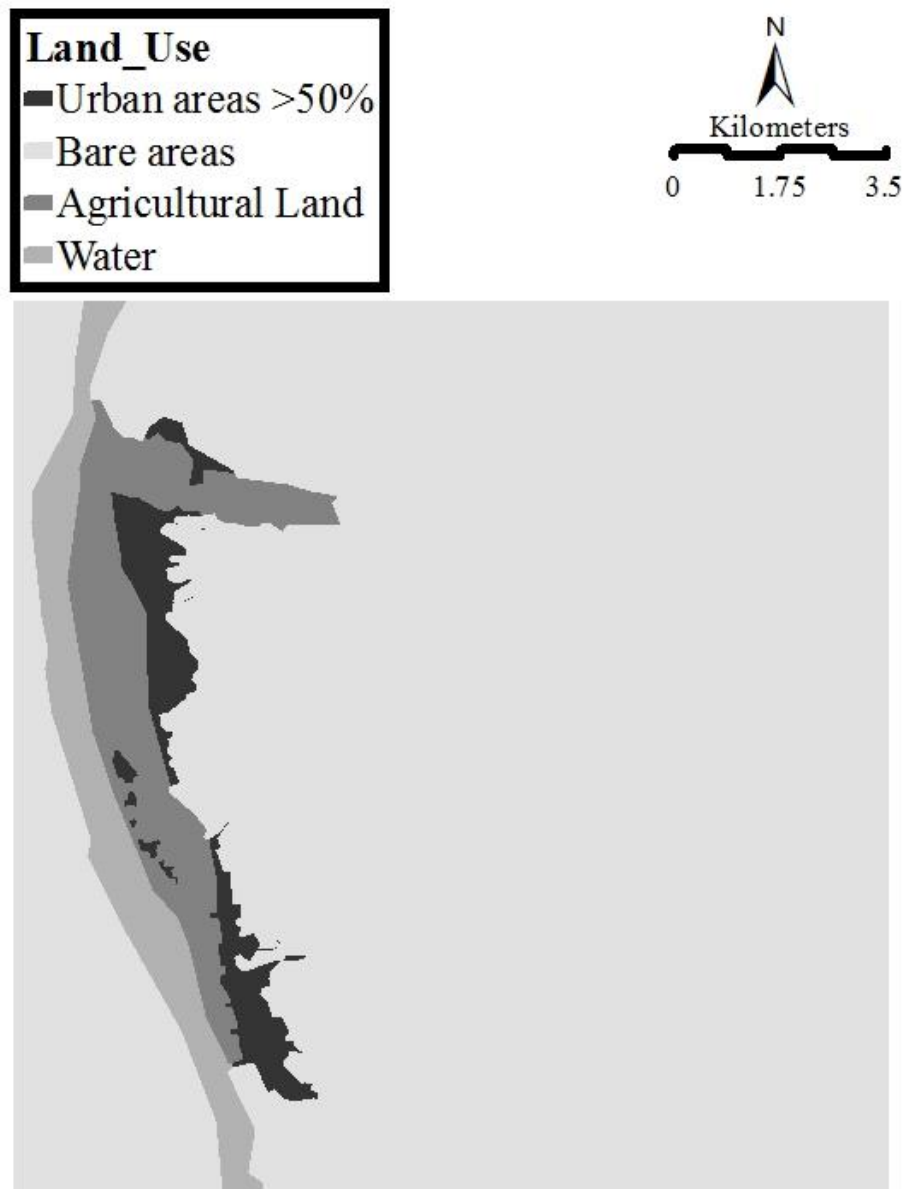 Land_Use
Urban areas >50%
Bare areas
Agricultural Land
Water
N
Kilometers
0 1.75 3.5